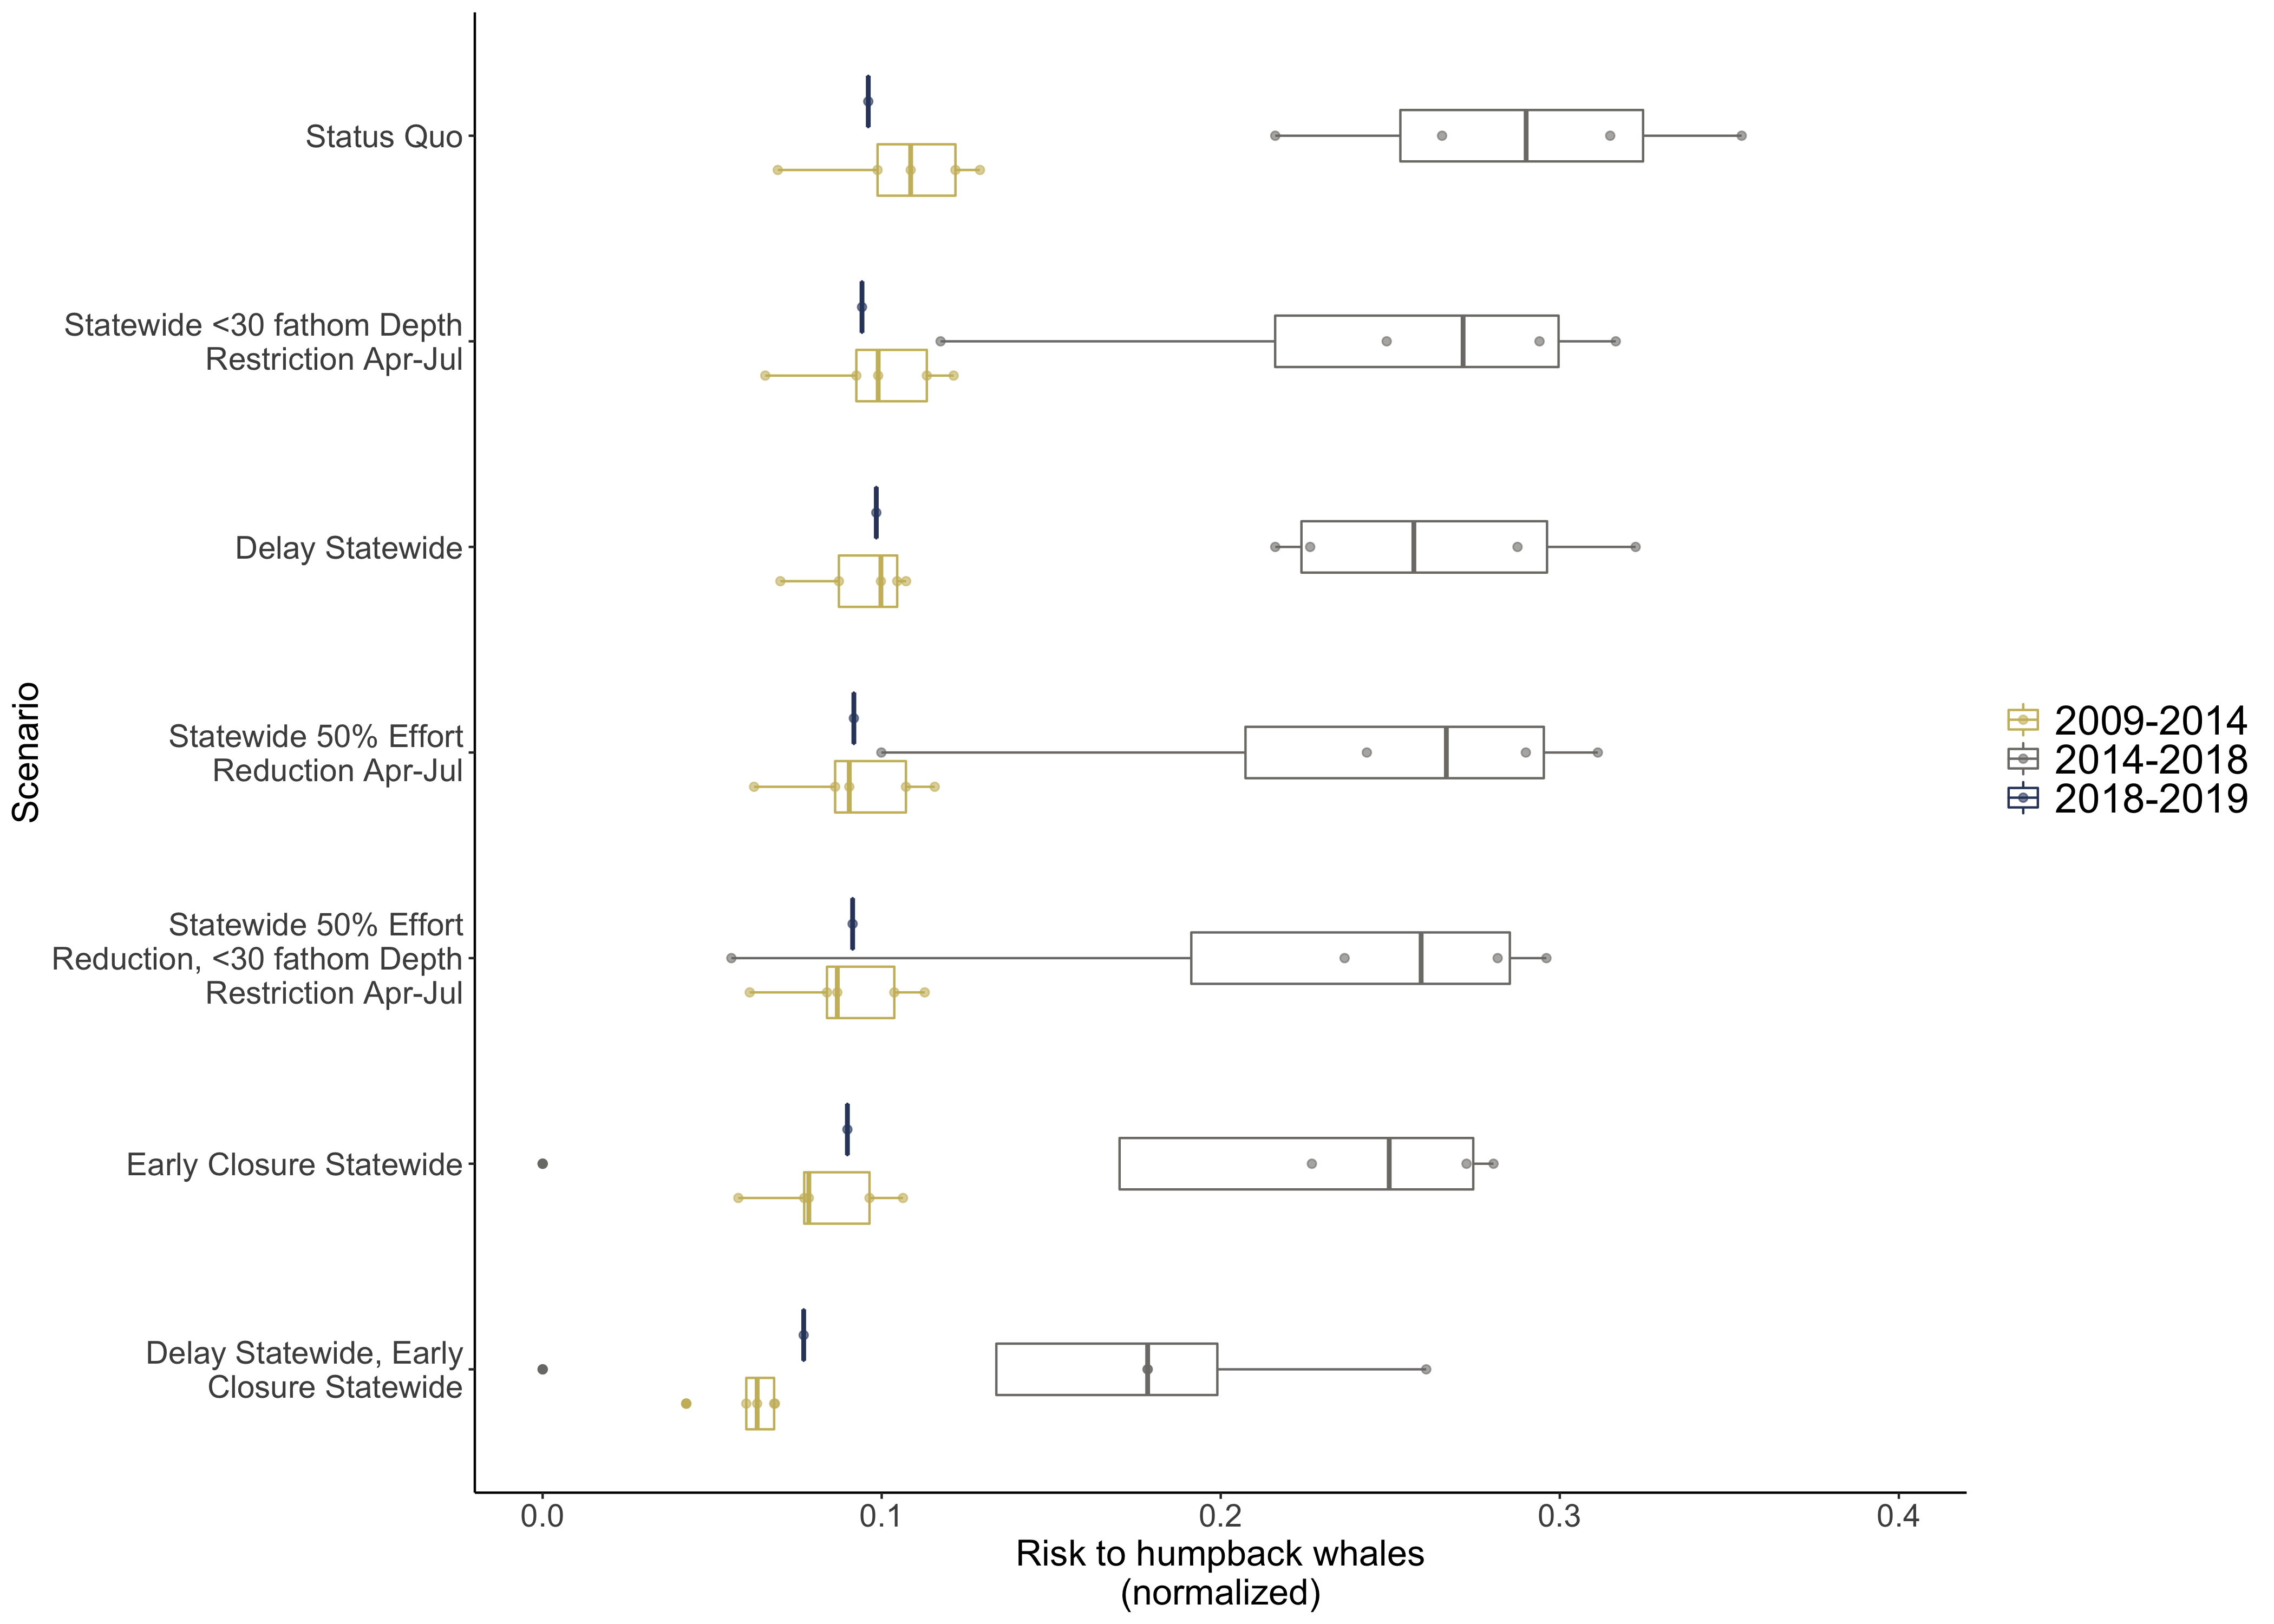 Scenario
Status Quo
Statewide <30 fathom Depth
Restriction Apr-Jul
Delay Statewide
Statewide 50% Effort
Reduction Apr-Jul
Statewide 50% Effort
Reduction, <30 fathom Depth
Restriction Apr-Jul
Early Closure Statewide
Delay Statewide, Early
Closure Statewide
0.0 0.1 0.2 0.3 0.4
Risk to humpback whales
(normalized)
2009-2014
2014-2018
2018-2019